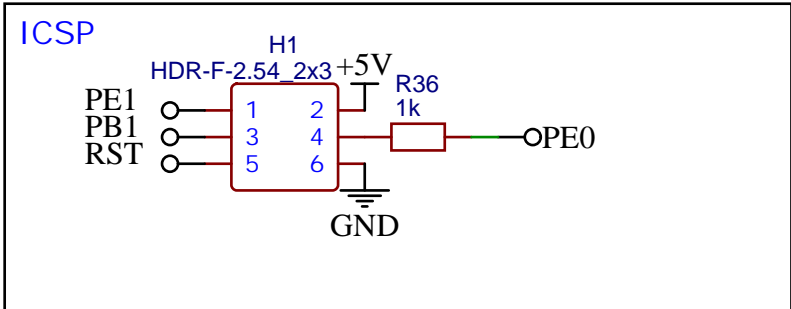 ICSP
H1
HDR-F-2.54_2x3
+5V
R36
1k
PE1
1
2
PB1
3
4
PE0
RST
5
6
GND